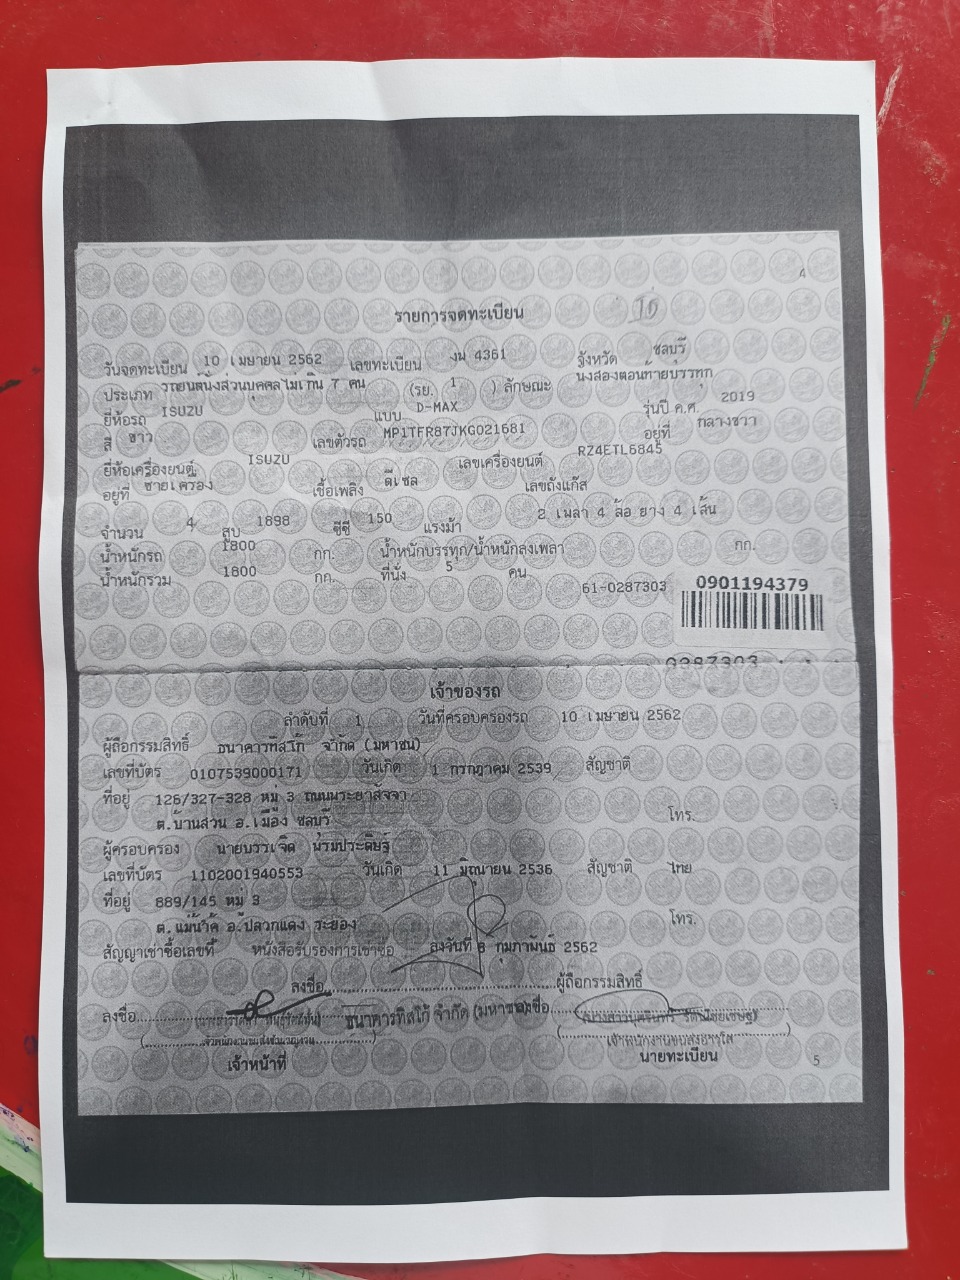 4
รายการจดทะเบียน
10
วันจดทะเบียน 10 เมษายน 2562 เลขทะเบียน งน 4361 จังหวัด ชลบุรี
ประเภท รถยนต์นั่งส่วนบุคคลไม่เกิน 7 คน (รย. 1 ) ลักษณะ นั่งสองตอนท้ายบรรทุก
ยี่ห้อรถ ISUZU แบบ D-MAX รุ่นปี ค.ศ. 2019
สี ขาว เลขตัวรถ MP1TFR87JKG021681 อยู่ที่ กลางขวา
ยี่ห้อเครื่องยนต์ ISUZU เลขเครื่องยนต์ RZ4ETL6845
อยู่ที่ ซ้ายเครื่อง เชื้อเพลิง ดีเซล เลขถังแก๊ส
จำนวน 4 สูบ 1898 ซีซี 150 แรงม้า 2 เพลา 4 ล้อ ยาง 4 เส้น
น้ำหนักรถ 1800 กก. น้ำหนักบรรทุก/น้ำหนักลงเพลา กก.
น้ำหนักรวม 1800 กก. ที่นั่ง 5 คน
61-0287303 0901194379
0287303
เจ้าของรถ
ลำดับที่ 1 วันที่ครอบครองรถ 10 เมษายน 2562
ผู้ถือกรรมสิทธิ์ ธนาคารทิสโก้ จำกัด (มหาชน)
เลขที่บัตร 0107539000171 วันเกิด 1 กรกฎาคม 2539 สัญชาติ
ที่อยู่ 126/327-328 หมู่ 3 ถนนพระยาสัจจา
ต.บ้านสวน อ.เมือง ชลบุรี โทร.
ผู้ครอบครอง นายบรรเจิด
เลขที่บัตร 1102001940553 วันเกิด 11 มิถุนายน 2536 สัญชาติ ไทย
ที่อยู่ 889/145 หมู่ 3
ต.แม่น้ำคู้ อ.ปลวกแดง ระยอง โทร.
สัญญาเช่าซื้อเลขที่ หนังสือรับรองการเช่าซื้อ ลงวันที่ 8 กุมภาพันธ์ 2562
ลงชื่อ ผู้ถือกรรมสิทธิ์
ลงชื่อ ธนาคารทิสโก้ จำกัด (มหาชน) ลงชื่อ
เจ้าหน้าที่ นายทะเบียน
5